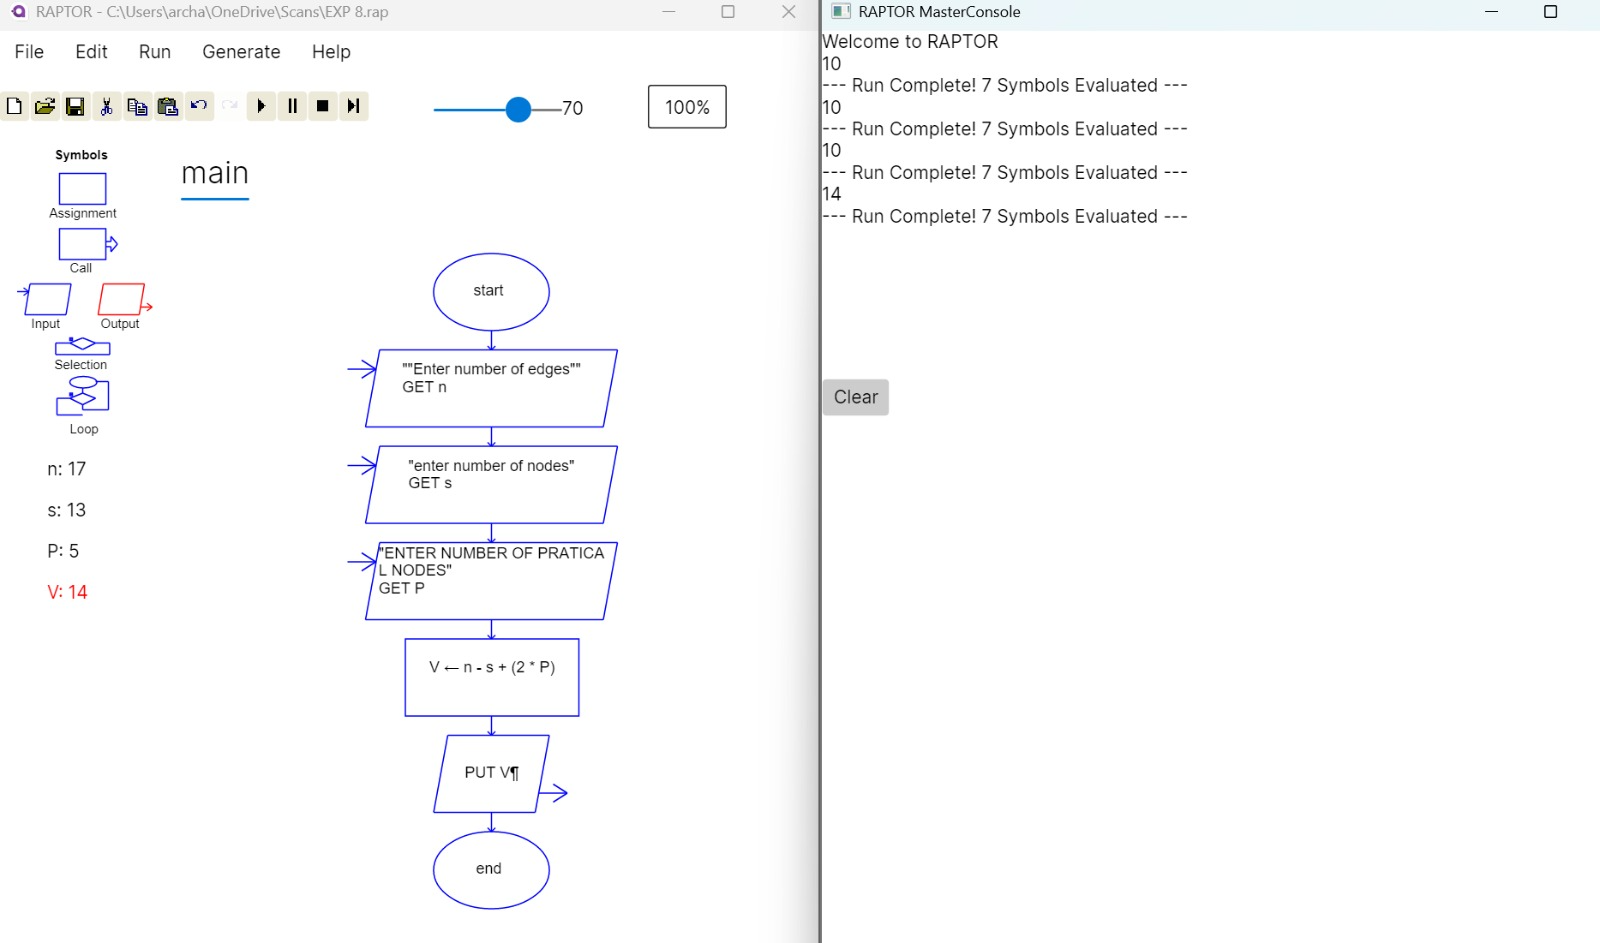 RAPTOR - C:\Users\archa\OneDrive\Scans\EXP 8.rap
File Edit Run Generate Help
70
100%
Symbols
Assignment
Call
Input Output
Selection
Loop
n: 17
s: 13
P: 5
V: 14
main
start
""Enter number of edges""
GET n
"enter number of nodes"
GET s
"ENTER NUMBER OF PRATICA
L NODES"
GET P
V ← n - s + (2 * P)
PUT V¶
end
RAPTOR MasterConsole
Welcome to RAPTOR
10
--- Run Complete! 7 Symbols Evaluated ---
10
--- Run Complete! 7 Symbols Evaluated ---
10
--- Run Complete! 7 Symbols Evaluated ---
14
--- Run Complete! 7 Symbols Evaluated ---
Clear